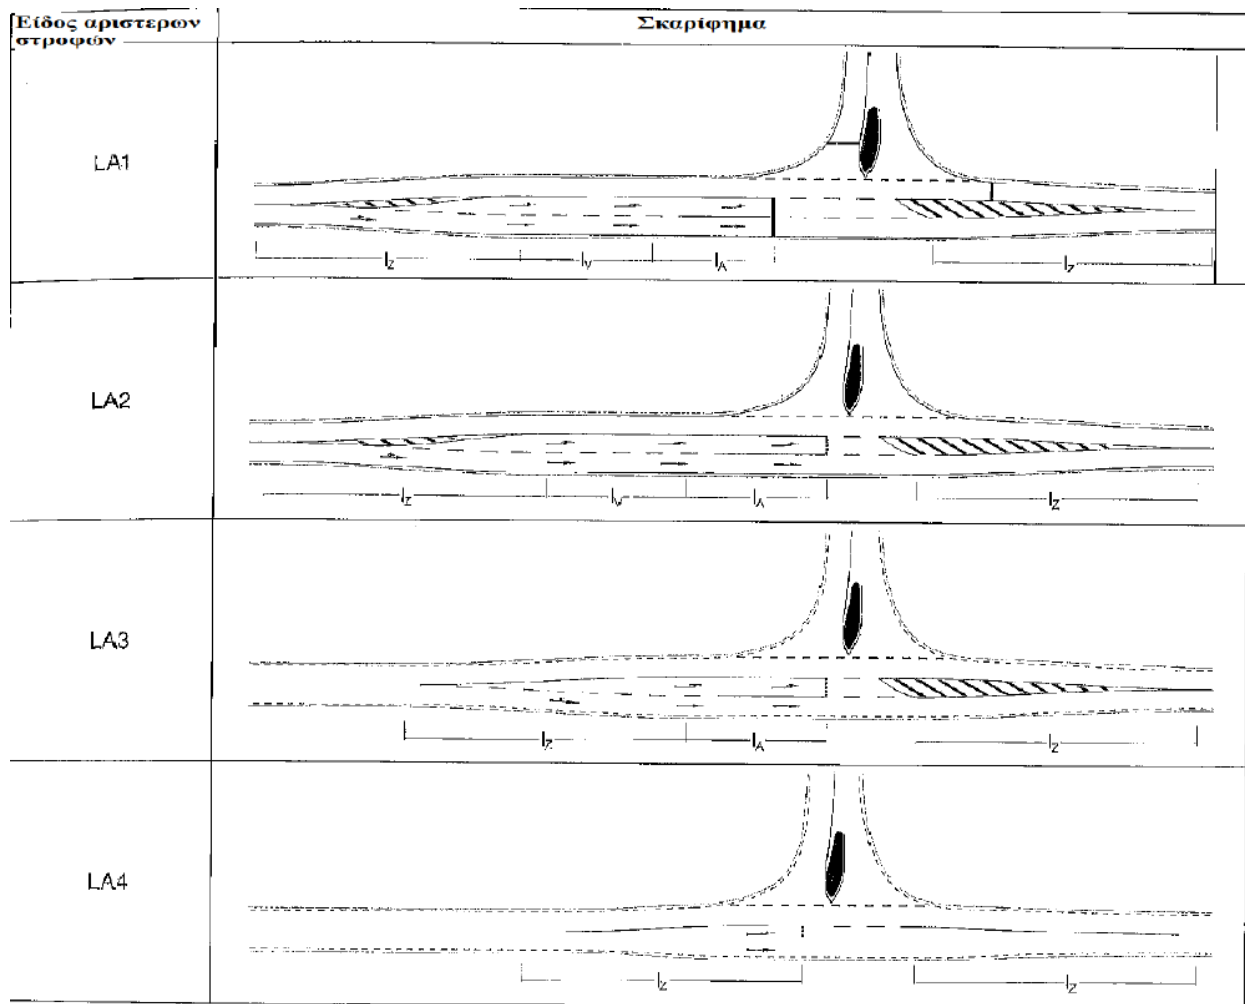 Είδος αριστερων
στροφών
Σκαρίφημα
LA1
lZ lV lA lZ
LA2
lZ lV lA lZ
LA3
lZ lA lZ
LA4
lZ lZ